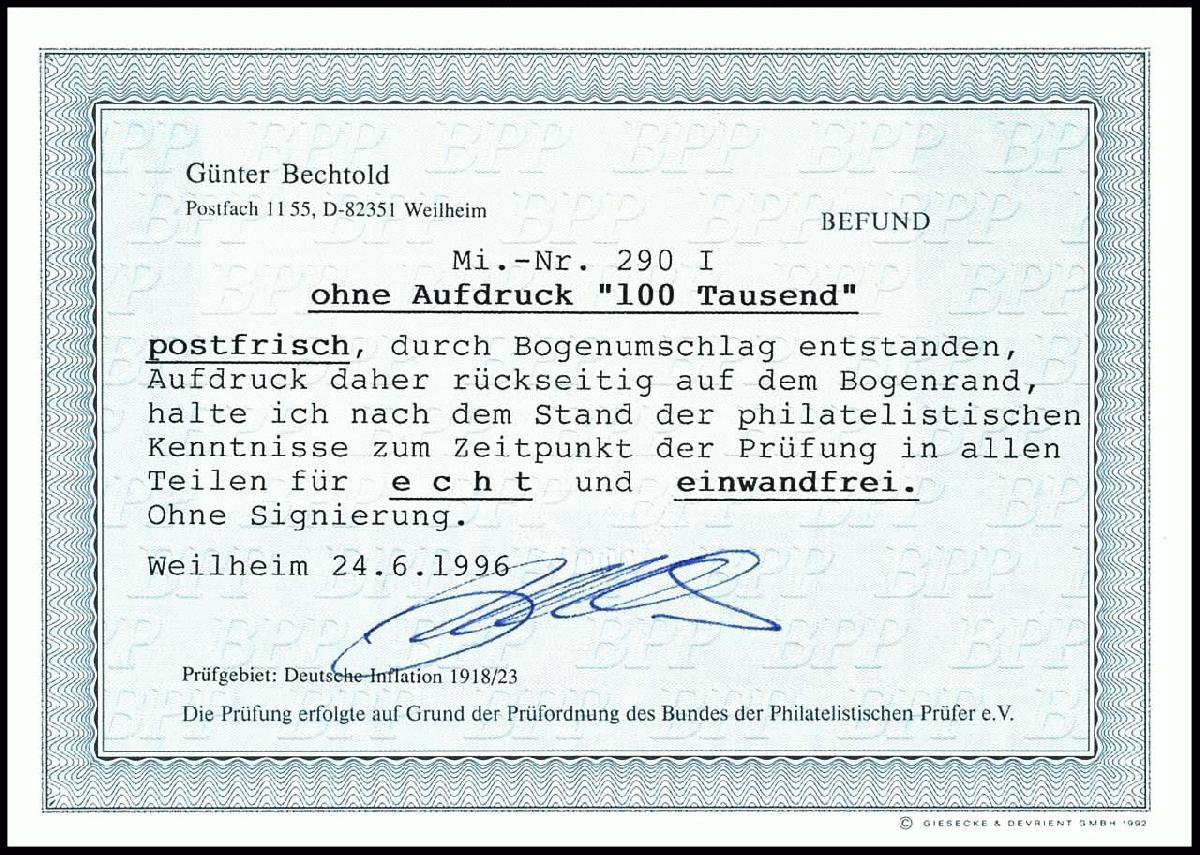 Günter Bechtold
Postfach 11 55, D-82351 Weilheim
BEFUND
Mi.-Nr. 290 I
ohne Aufdruck "100 Tausend"
postfrisch, durch Bogenumschlag entstanden,
Aufdruck daher rückseitig auf dem Bogenrand,
halte ich nach dem Stand der philatelistischen
Kenntnisse zum Zeitpunkt der Prüfung in allen
Teilen für e c h t und einwandfrei.
Ohne Signierung.
Weilheim 24.6.1996
Prüfgebiet: Deutsche Inflation 1918/23
Die Prüfung erfolgte auf Grund der Prüfordnung des Bundes der Philatelistischen Prüfer e.V.
© GIESECKE & DEVRIENT GMBH 1992